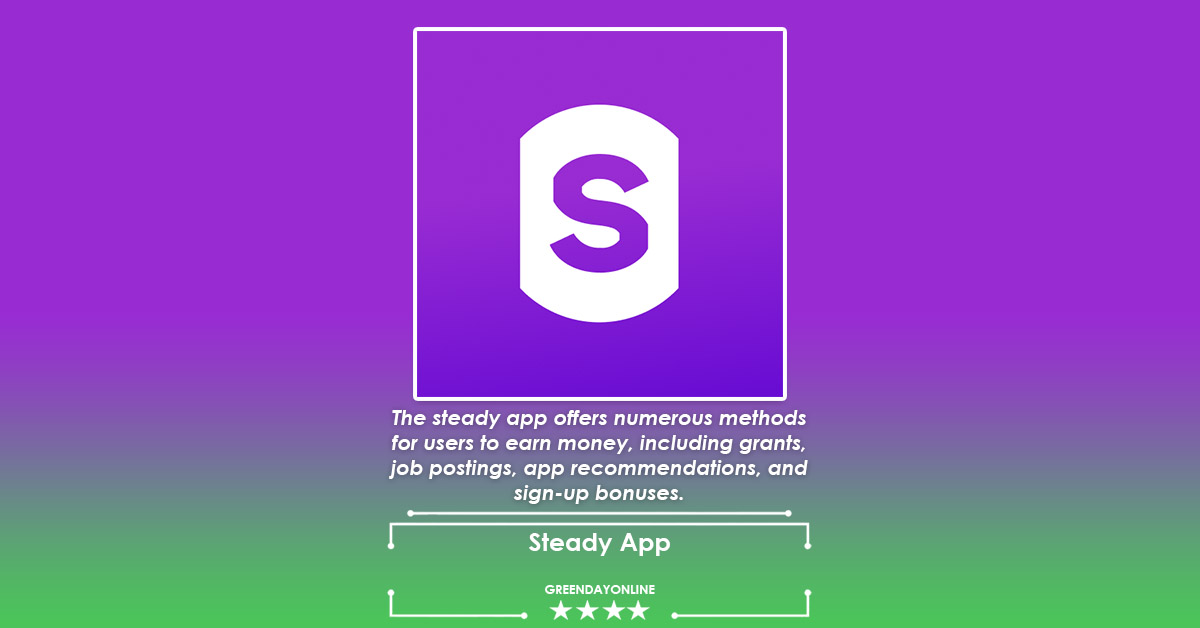 S
The steady app offers numerous methods
for users to earn money, including grants,
job postings, app recommendations, and
sign-up bonuses.
Steady App
GREENDAYONLINE